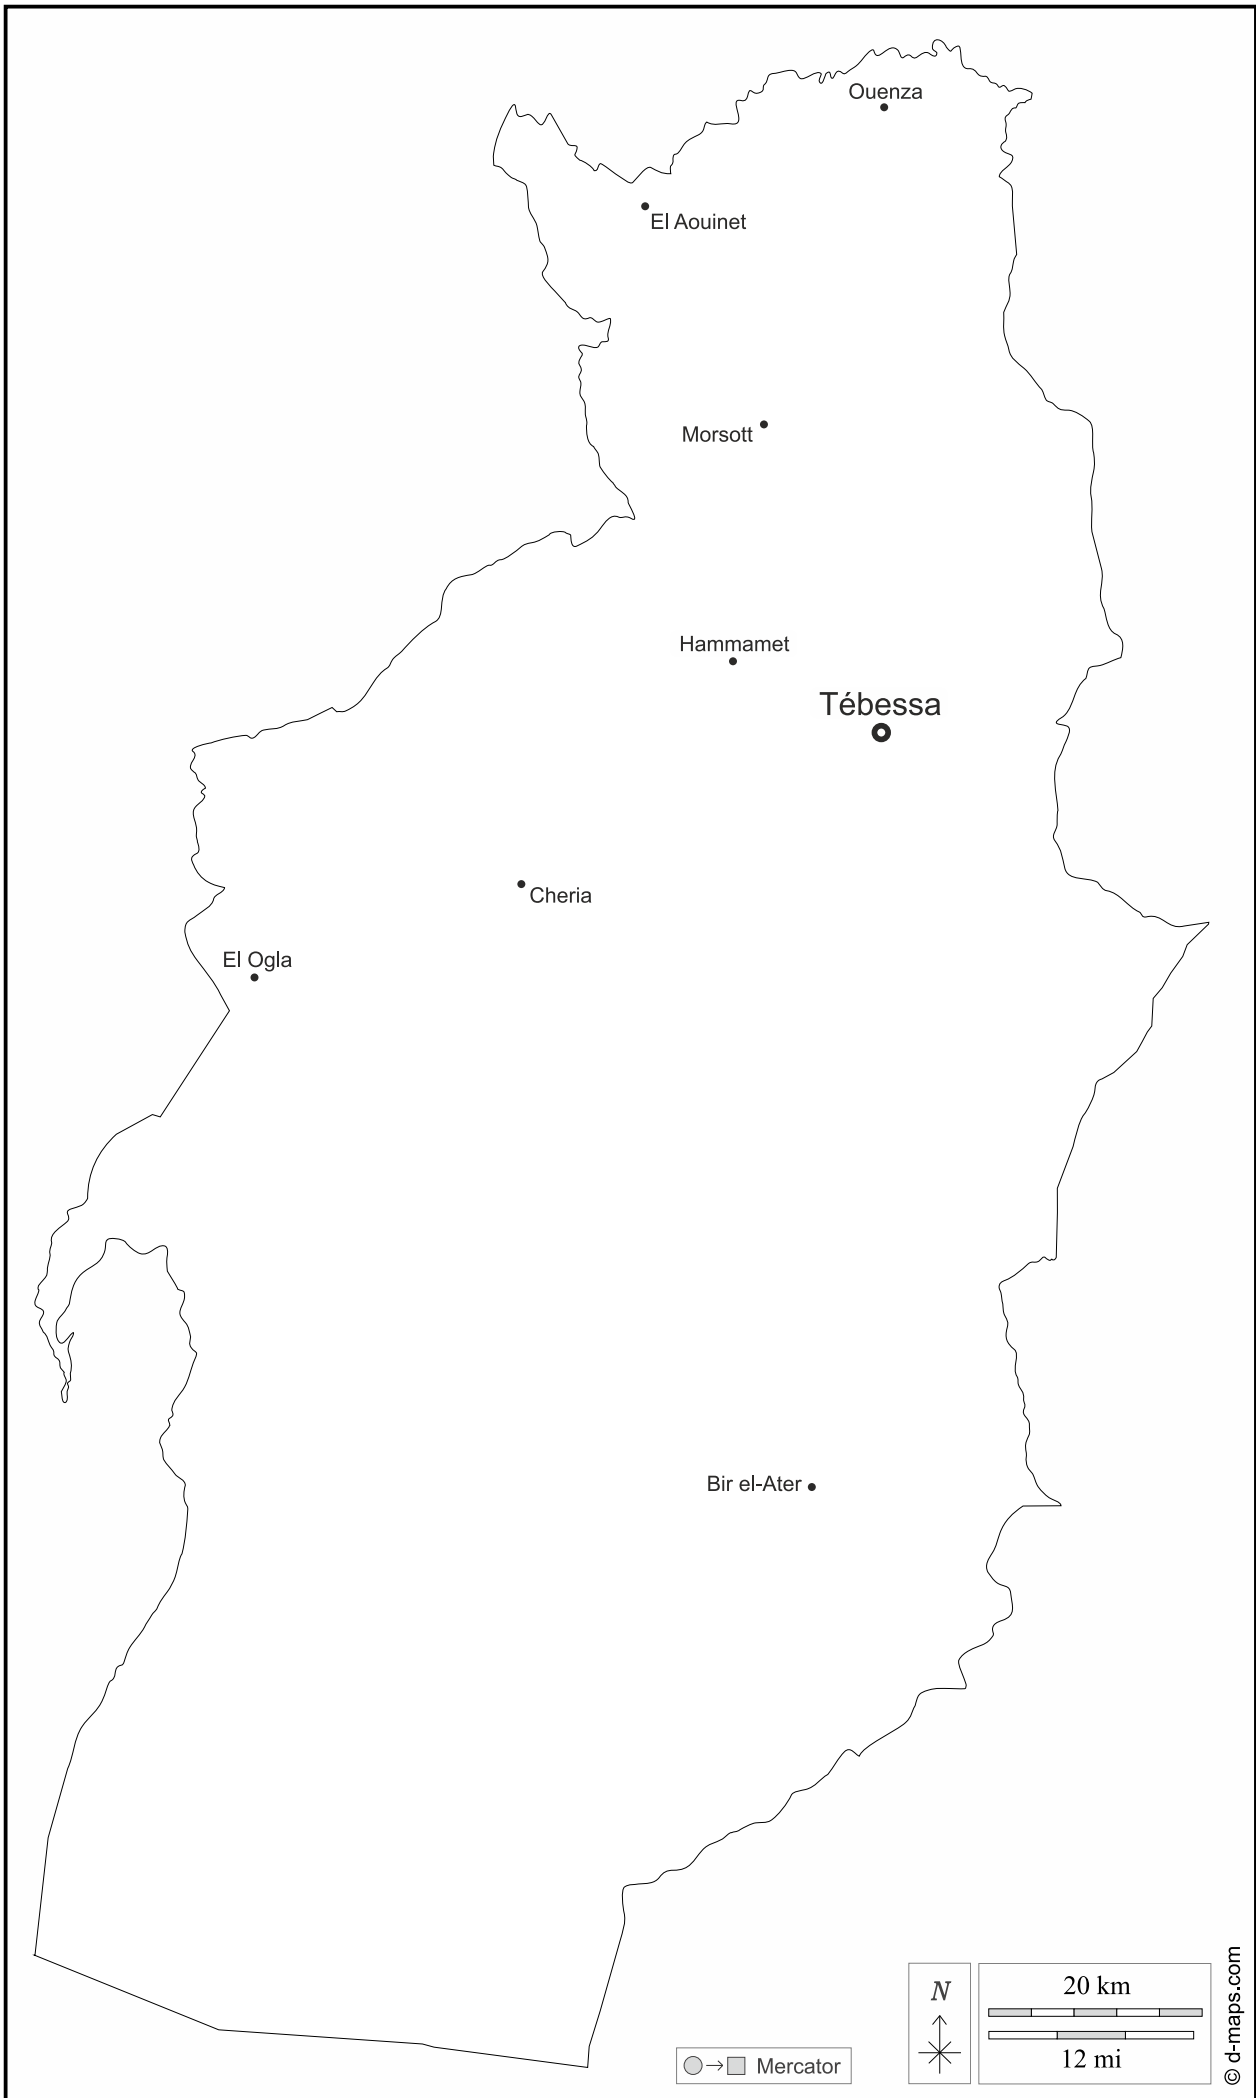 Ouenza
El Aouinet
Morsott
Hammamet
Tébessa
Cheria
El Ogla
Bir el-Ater
N
20 km
12 mi
Mercator
© d-maps.com